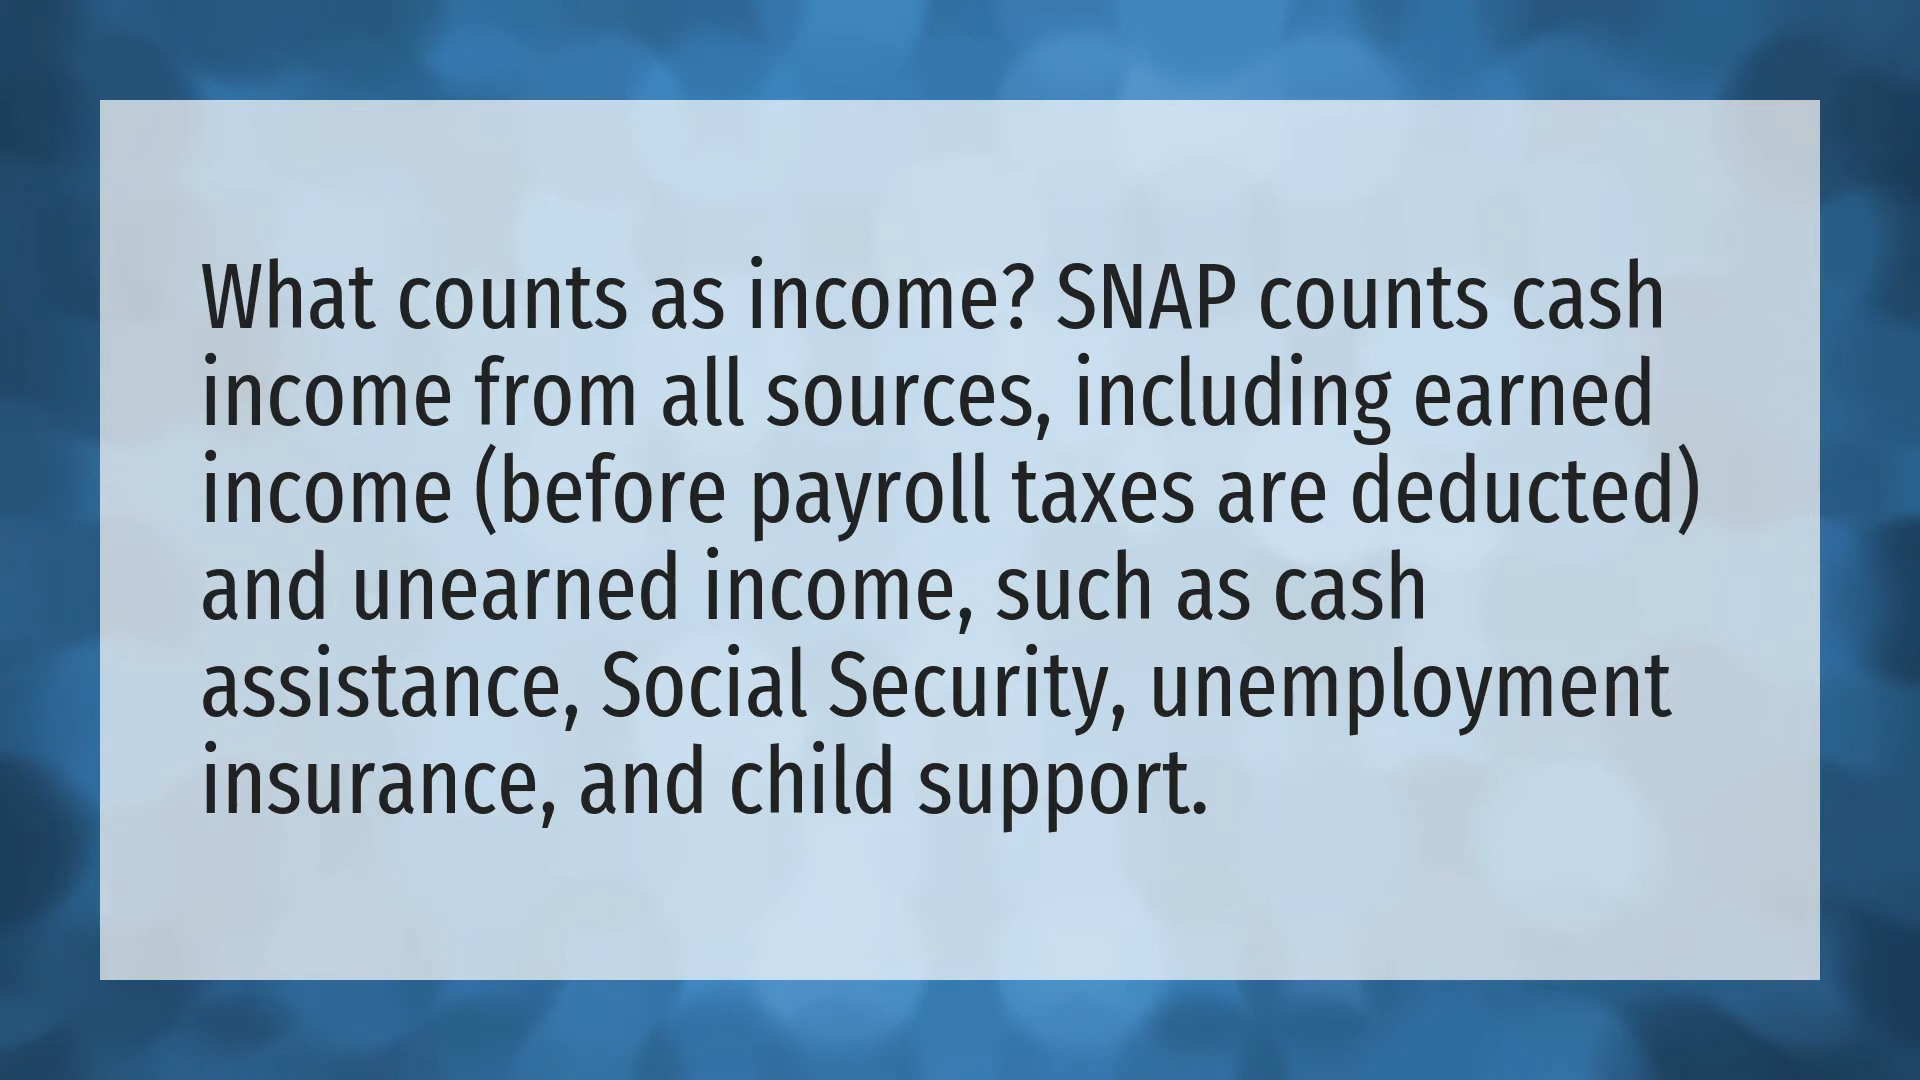 What counts as income? SNAP counts cash
income from all sources, including earned
income (before payroll taxes are deducted)
and unearned income, such as cash
assistance, Social Security, unemployment
insurance, and child support.